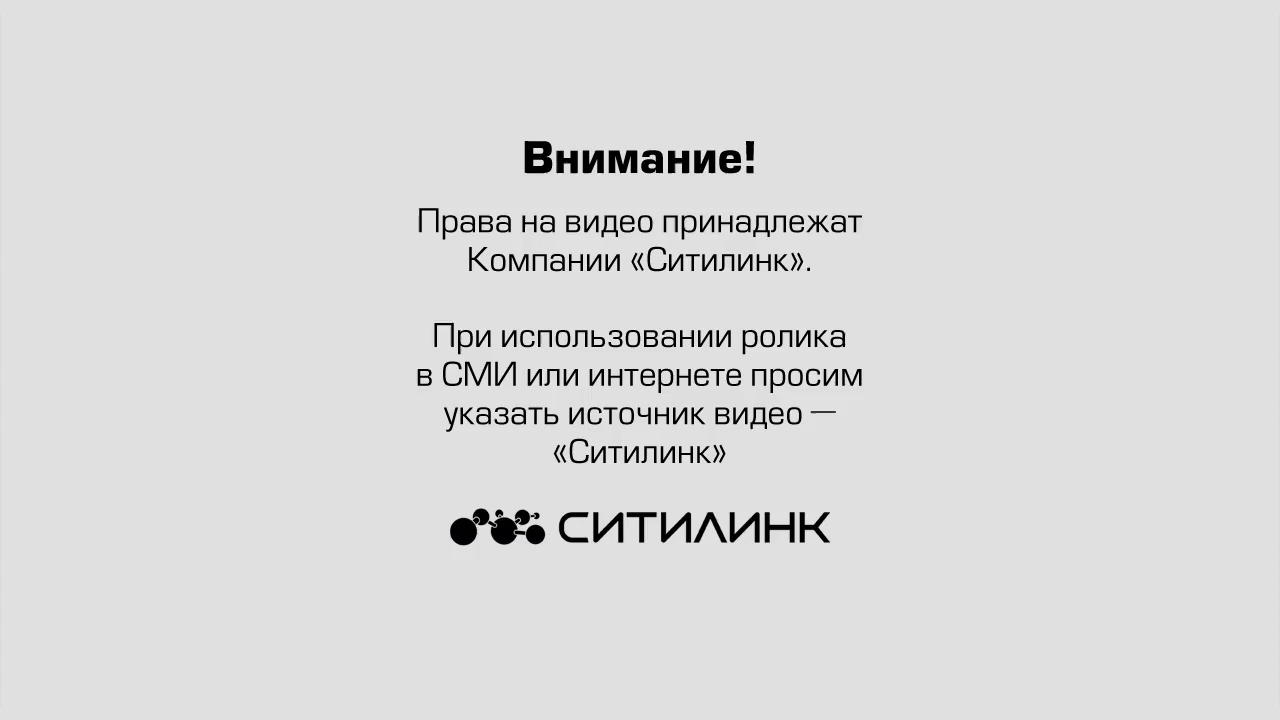 Внимание!
Права на видео принадлежат
Компании «Ситилинк».
При использовании ролика
в СМИ или интернете просим
указать источник видео —
«Ситилинк»
СИТИЛИНК